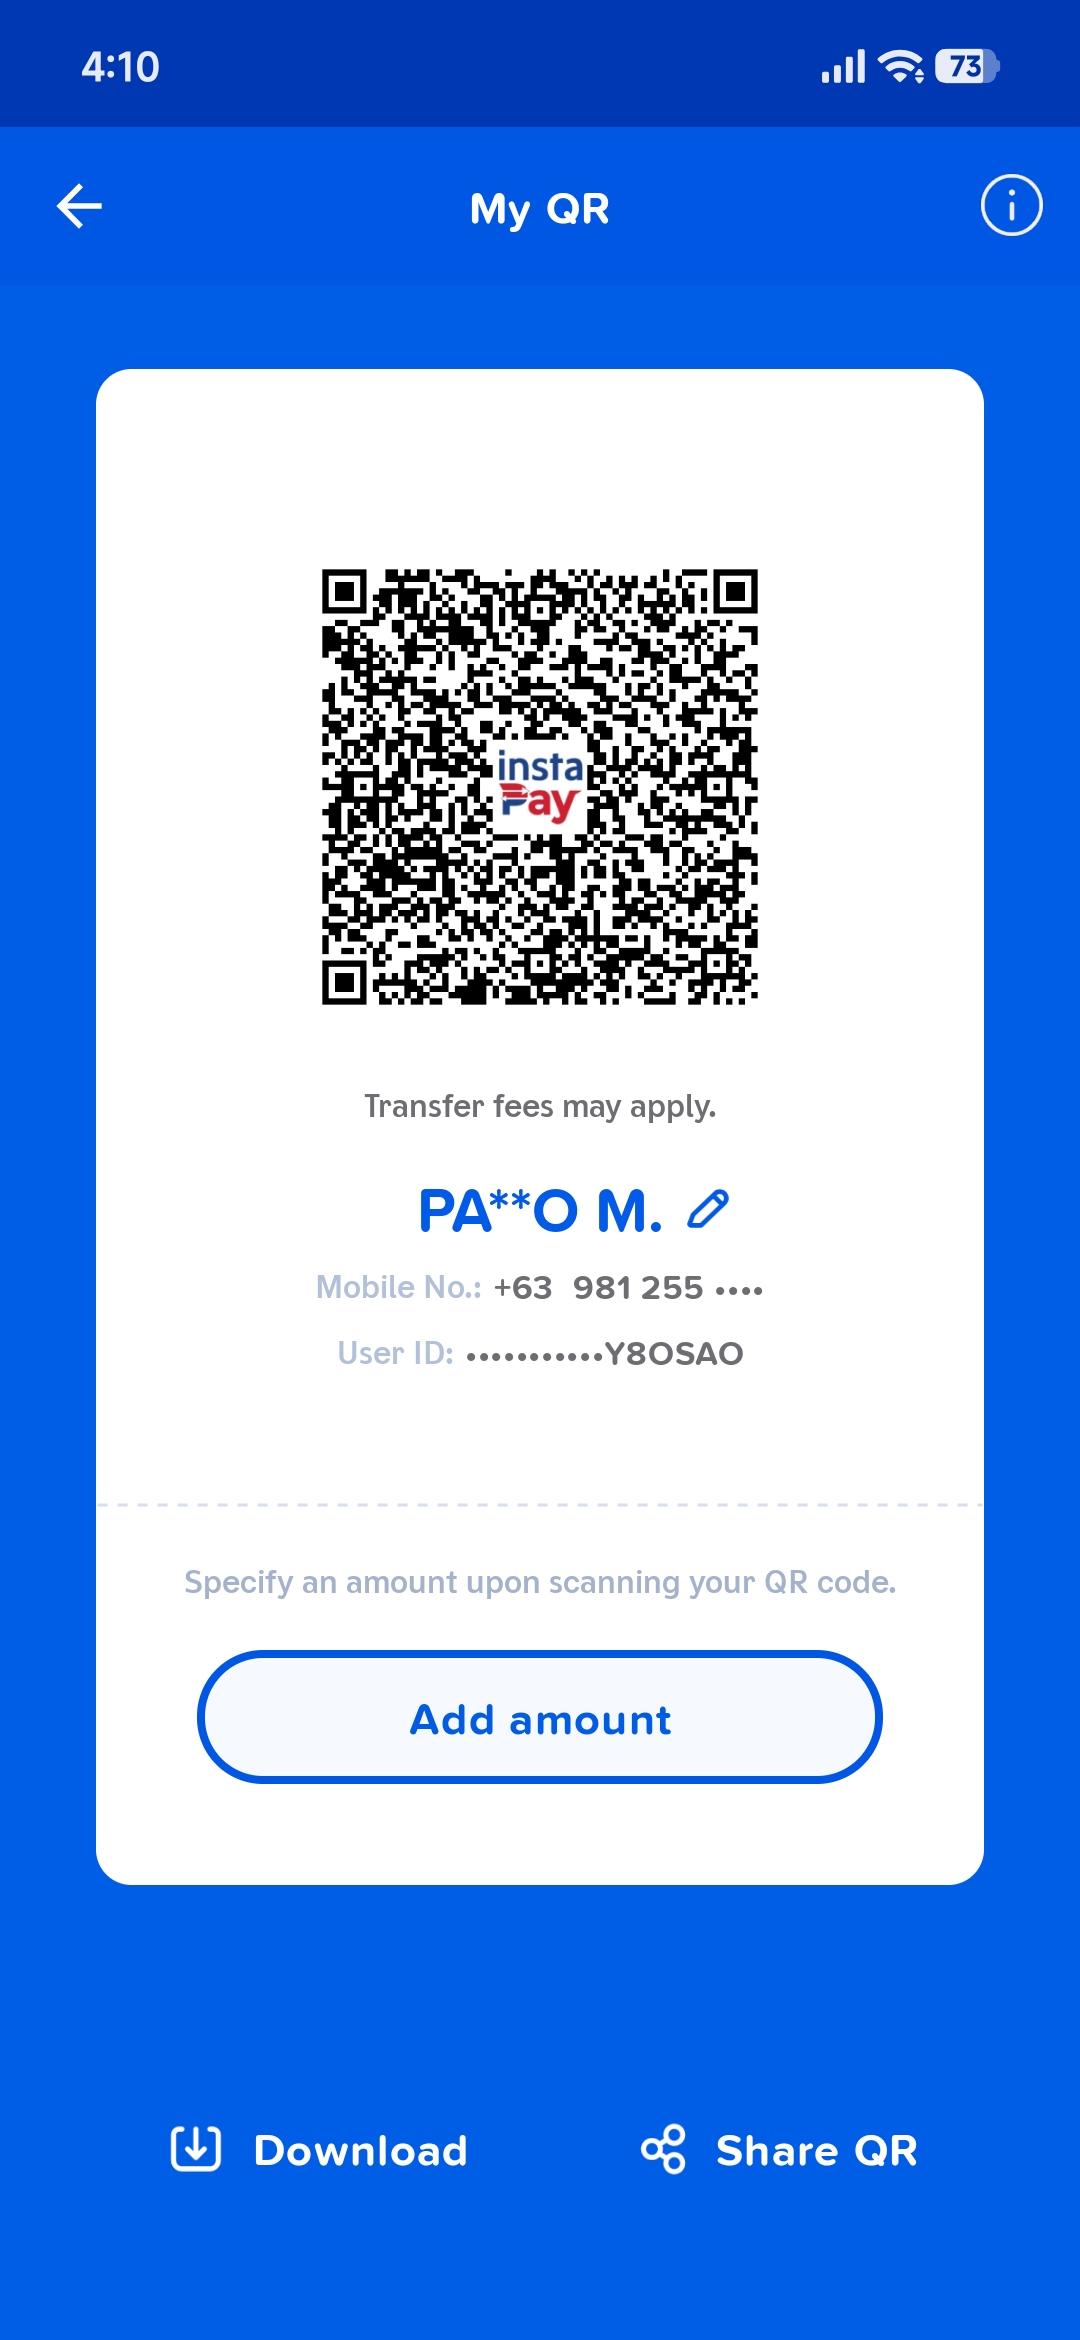 4:10
73
My QR
insta
Pay
Transfer fees may apply.
PA**O M.
Mobile No.: +63 981 255 ••••
User ID: •••••••••••Y8OSAO
Specify an amount upon scanning your QR code.
Add amount
Download
Share QR